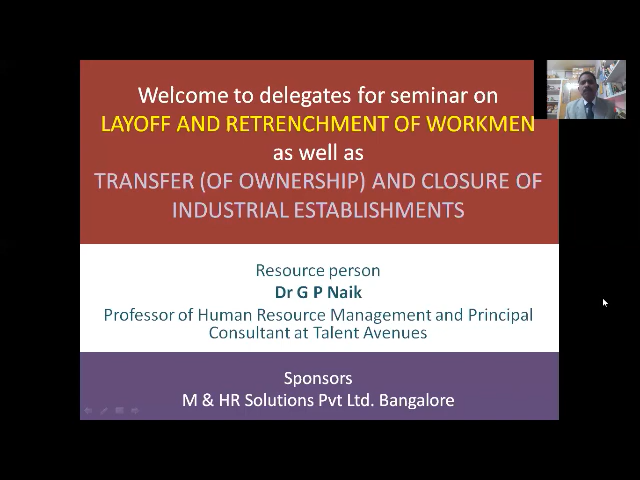 Welcome to delegates for seminar on
LAYOFF AND RETRENCHMENT OF WORKMEN
as well as
TRANSFER (OF OWNERSHIP) AND CLOSURE OF
INDUSTRIAL ESTABLISHMENTS
Resource person
Dr G P Naik
Professor of Human Resource Management and Principal
Consultant at Talent Avenues
Sponsors
M & HR Solutions Pvt Ltd. Bangalore